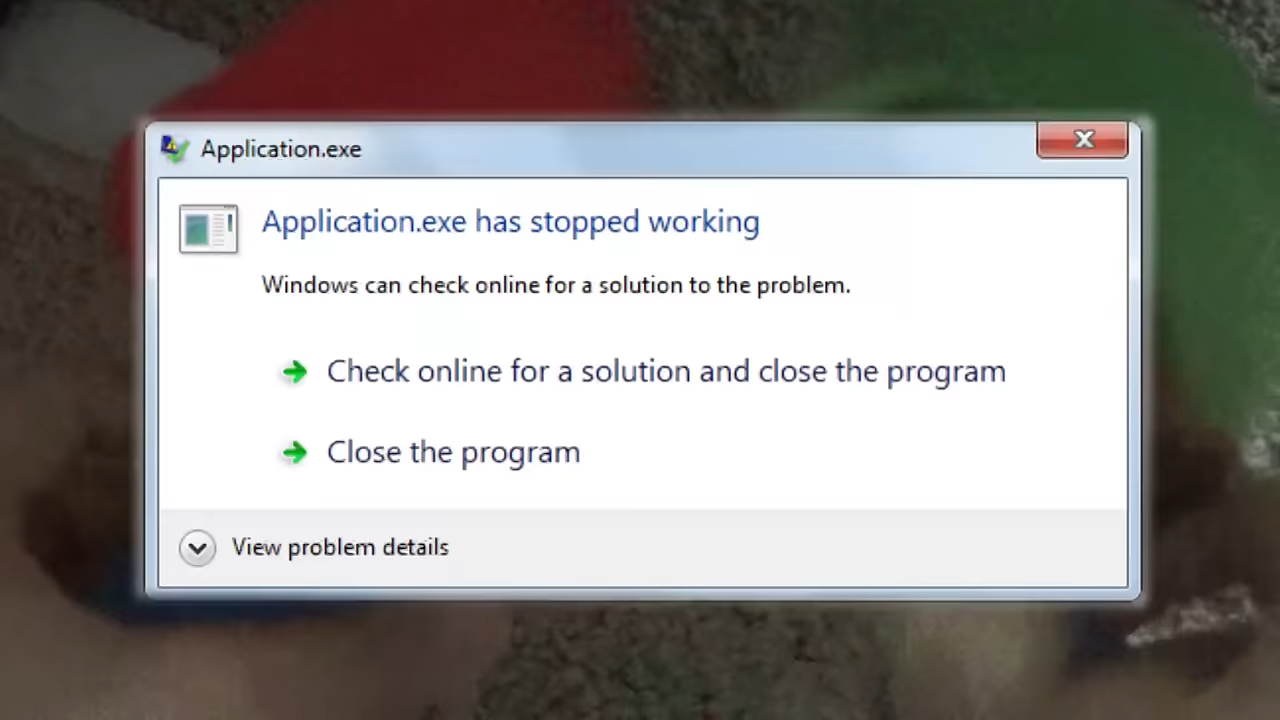 Application.exe
Application.exe has stopped working
Windows can check online for a solution to the problem.
Check online for a solution and close the program
Close the program
View problem details